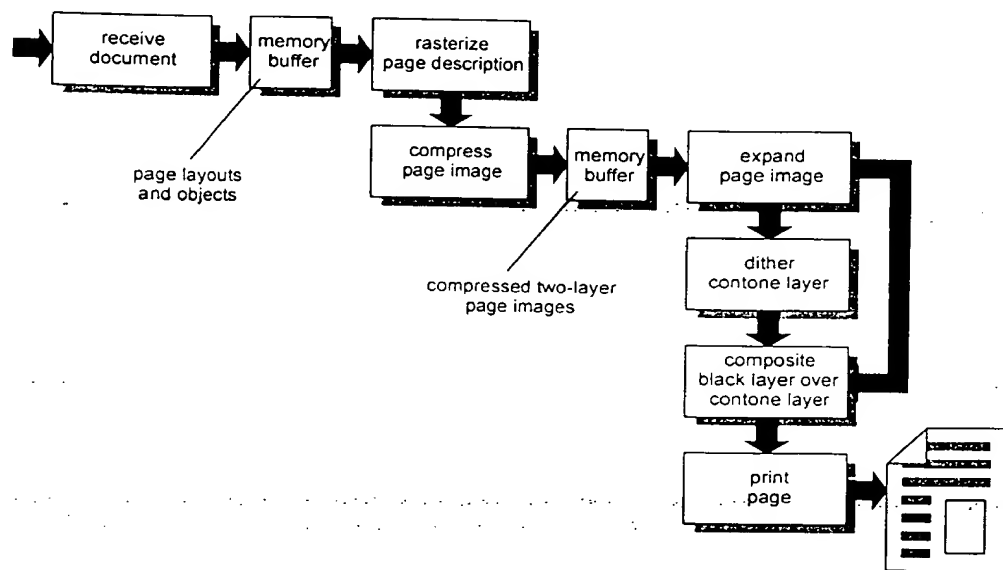 receive
document
memory
buffer
rasterize
page description
page layouts
and objects
compress
page image
memory
buffer
expand
page image
compressed two-layer
page images
dither
contone layer
composite
black layer over
contone layer
print
page